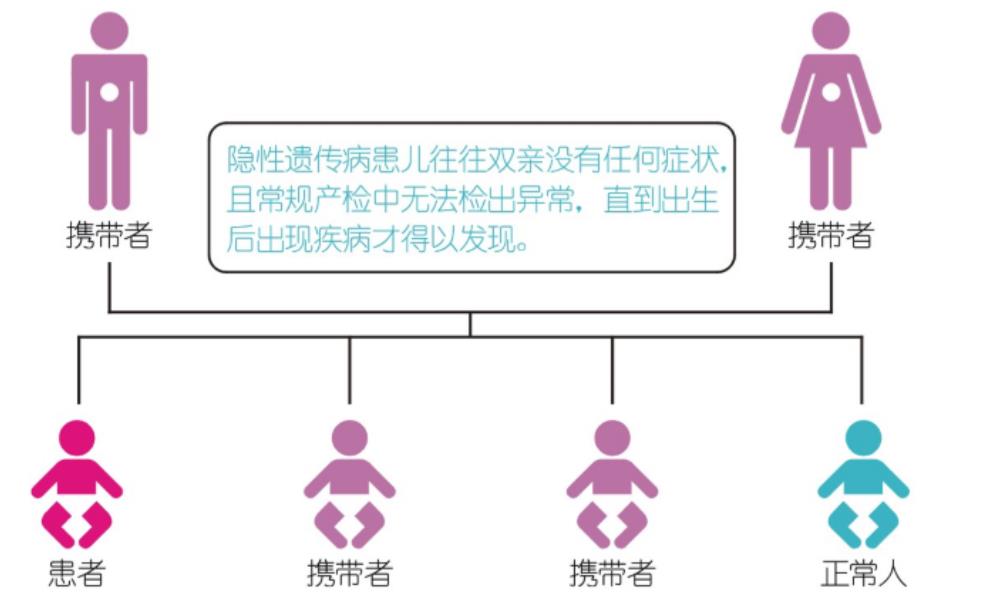 携带者
携带者
隐性遗传病患儿往往双亲没有任何症状，
且常规产检中无法检出异常，直到出生
后出现疾病才得以发现。
患者
携带者
携带者
正常人